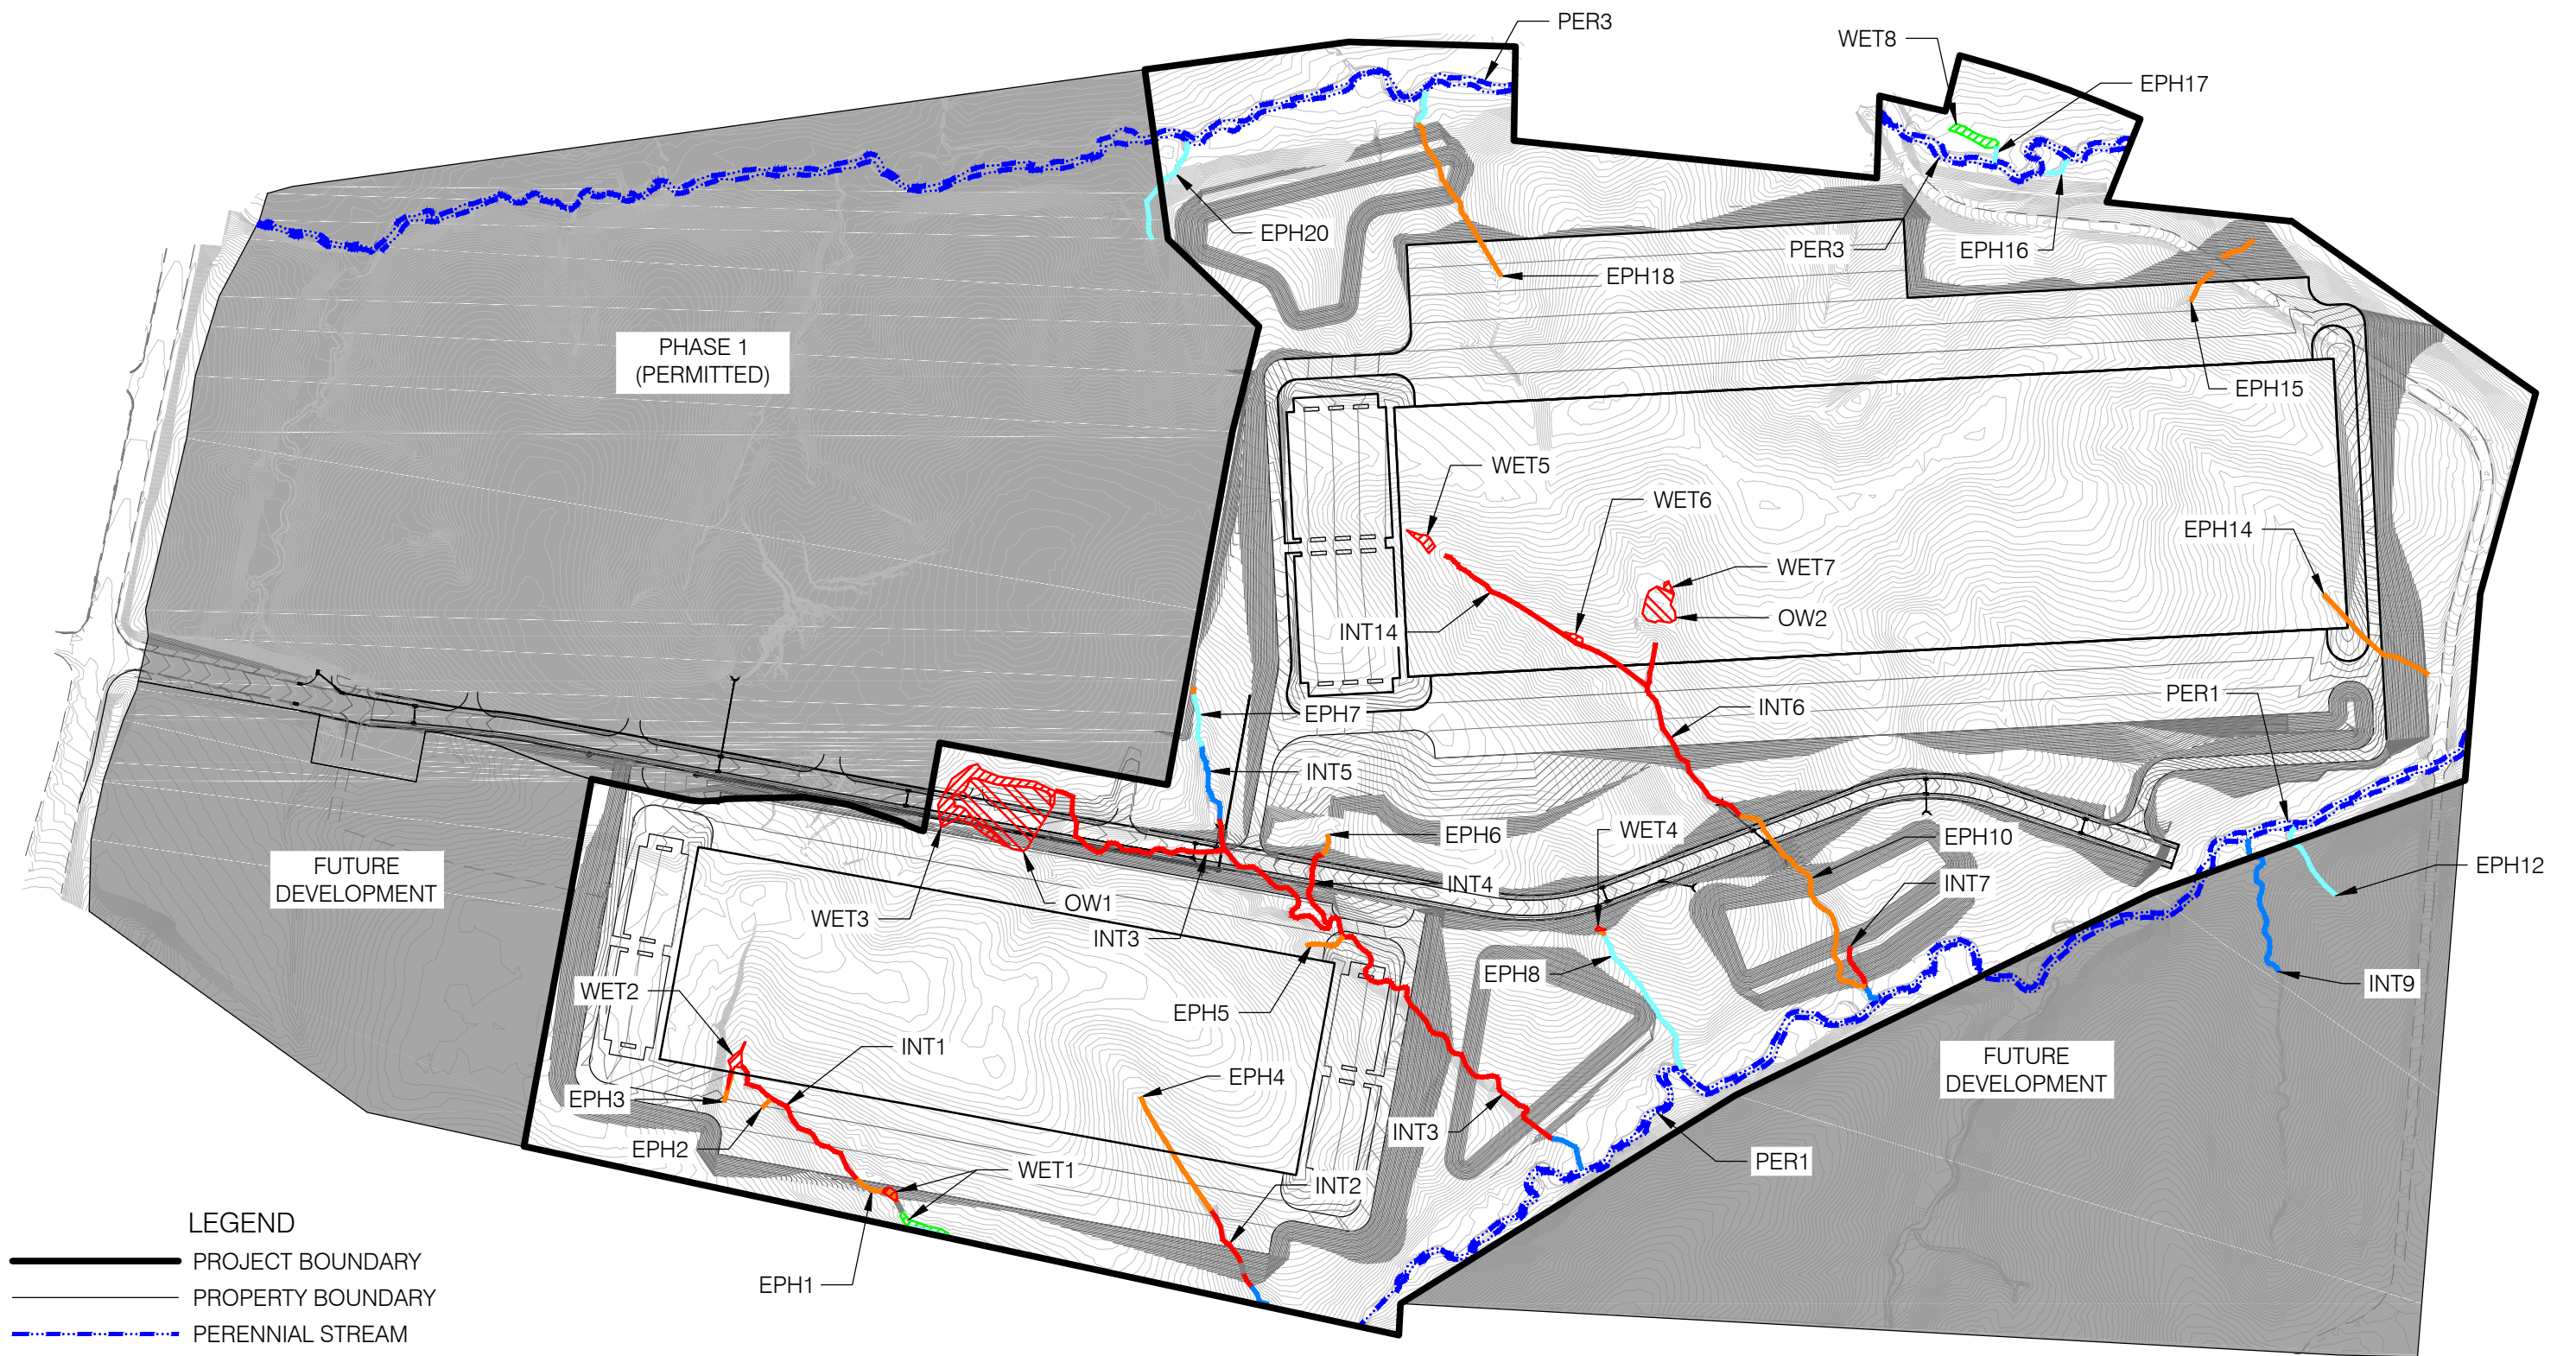 PER3
WET8
EPH17
EPH20
PER3
EPH16
EPH18
PHASE 1
(PERMITTED)
EPH15
WET5
WET6
EPH14
WET7
OW2
INT14
PER1
EPH7
INT6
INT5
WET4
EPH6
EPH10
FUTURE
DEVELOPMENT
INT4
INT7
EPH12
OW1
WET3
INT3
EPH8
INT9
WET2
EPH5
INT1
FUTURE
DEVELOPMENT
EPH4
EPH3
INT3
EPH2
PER1
WET1
INT2
EPH1
LEGEND
PROJECT BOUNDARY
PROPERTY BOUNDARY
PERENNIAL STREAM